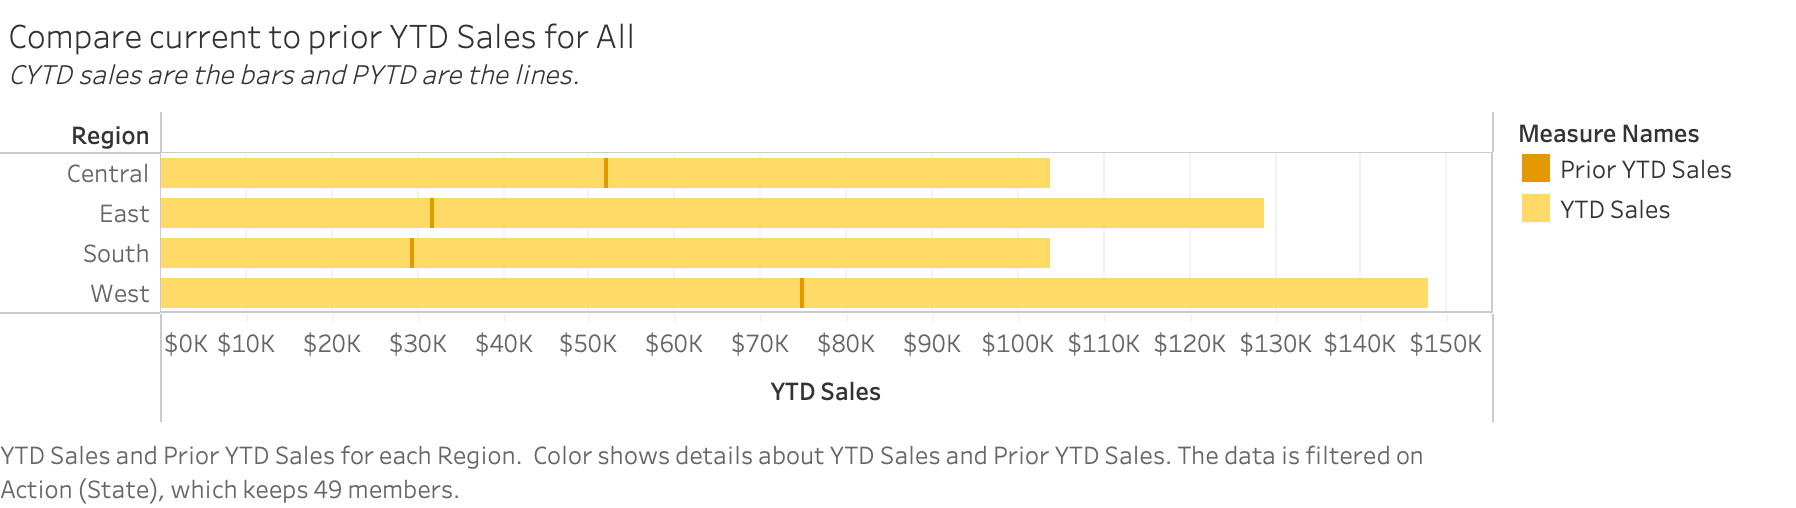 Compare current to prior YTD Sales for All
CYTD sales are the bars and PYTD are the lines.
Region
Central
East
South
West
$0K $10K $20K $30K $40K $50K $60K $70K $80K $90K $100K $110K $120K $130K $140K $150K
YTD Sales
Measure Names
Prior YTD Sales
YTD Sales
YTD Sales and Prior YTD Sales for each Region.  Color shows details about YTD Sales and Prior YTD Sales. The data is filtered on
Action (State), which keeps 49 members.